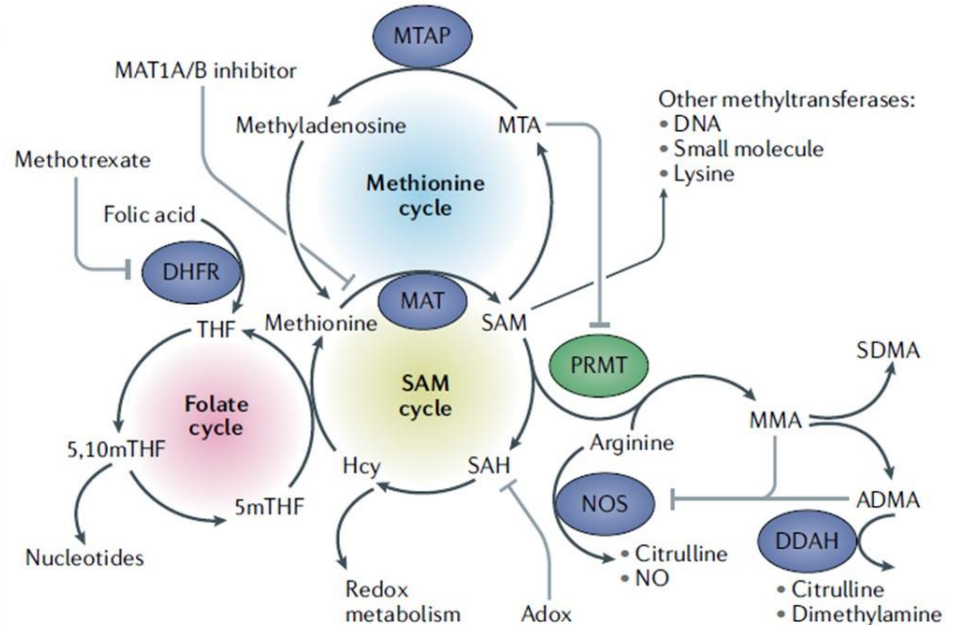 MTAP
MAT1A/B inhibitor
Methyladenosine
MTA
Other methyltransferases:
• DNA
• Small molecule
• Lysine
Methotrexate
Methionine
cycle
Folic acid
DHFR
MAT
THF
Methionine
SAM
PRMT
SDMA
SAM
cycle
Folate
cycle
MMA
5,10mTHF
Arginine
Hcy
SAH
5mTHF
NOS
ADMA
DDAH
Nucleotides
• Citrulline
• NO
Redox
metabolism
Adox
• Citrulline
• Dimethylamine